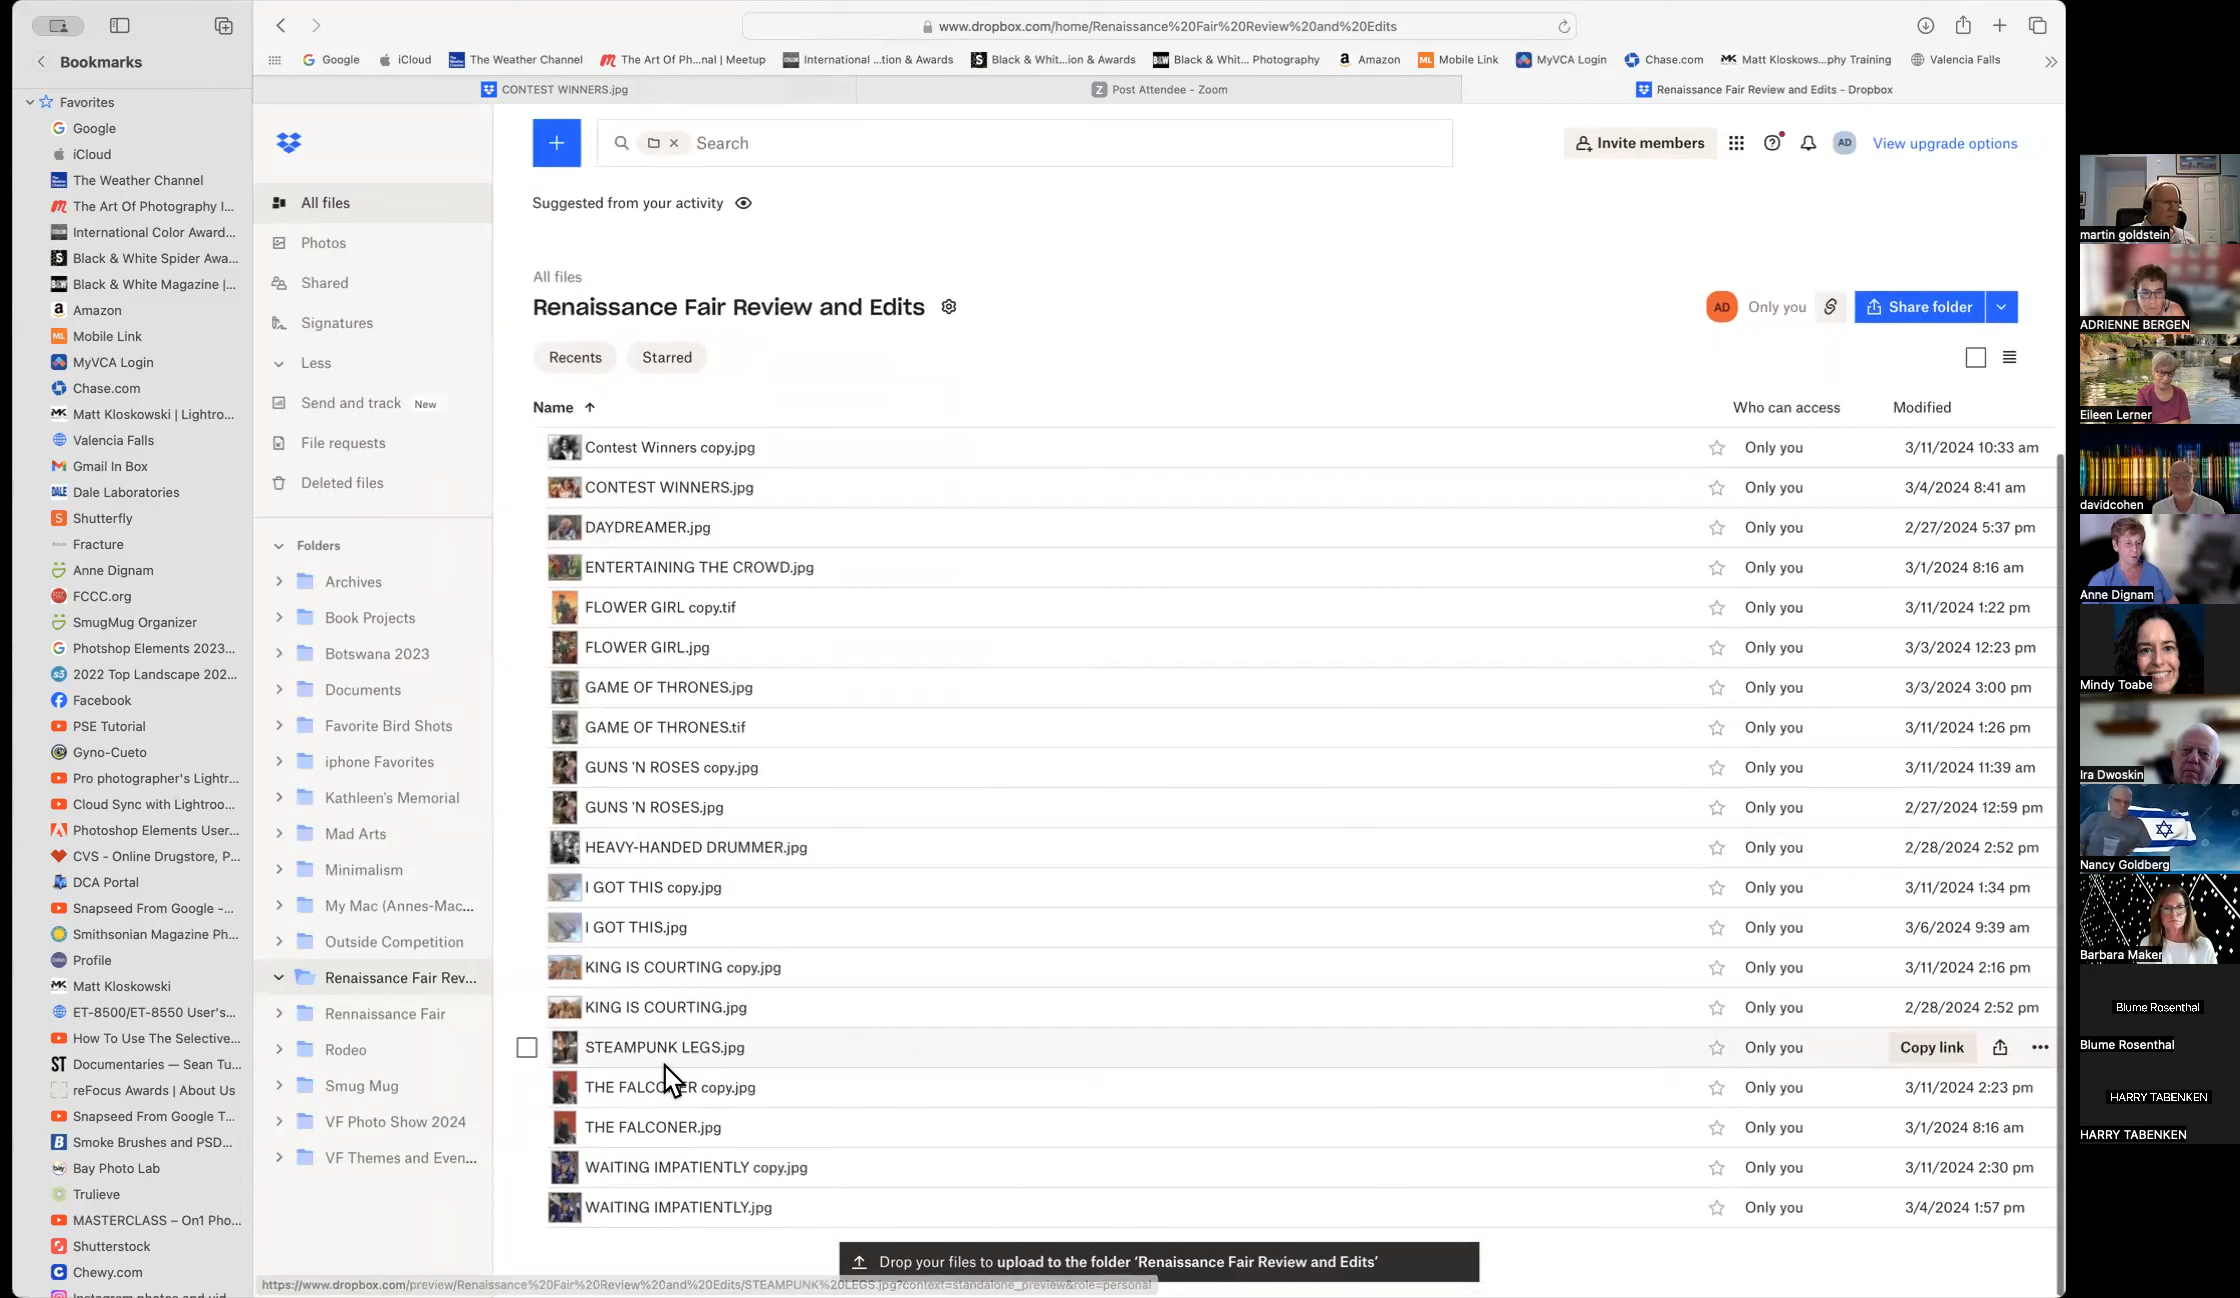 Bookmarks
Favorites
Google
iCloud
The Weather Channel
The Art Of Photography I...
International Color Award...
Black & White Spider Awa...
Black & White Magazine |...
Amazon
Mobile Link
MyVCA Login
Chase.com
Matt Kloskowski | Lightro...
Valencia Falls
Gmail In Box
Dale Laboratories
Shutterfly
Fracture
Anne Dignam
FCCC.org
SmugMug Organizer
Photshop Elements 2023...
2022 Top Landscape 202...
Facebook
PSE Tutorial
Gyno-Cueto
Pro photographer's Lightr...
Cloud Sync with Lightroo...
Photoshop Elements User...
CVS - Online Drugstore, P...
DCA Portal
Snapseed From Google -...
Smithsonian Magazine Ph...
Profile
Matt Kloskowski
ET-8500/ET-8550 User's...
How To Use The Selective...
Documentaries — Sean Tu...
reFocus Awards | About Us
Snapseed From Google T...
Smoke Brushes and PSD...
Bay Photo Lab
Trulieve
MASTERCLASS – On1 Pho...
Shutterstock
Chewy.com
www.dropbox.com/home/Renaissance%20Fair%20Review%20and%20Edits
Google iCloud The Weather Channel The Art Of Ph...nal | Meetup International ...tion & Awards Black & Whit...ion & Awards Black & Whit... Photography Amazon Mobile Link MyVCA Login Chase.com Matt Kloskows...phy Training Valencia Falls
CONTEST WINNERS.jpg Post Attendee - Zoom Renaissance Fair Review and Edits - Dropbox
All files
Photos
Shared
Signatures
Less
Send and track New
File requests
Deleted files
Folders
Archives
Book Projects
Botswana 2023
Documents
Favorite Bird Shots
iphone Favorites
Kathleen's Memorial
Mad Arts
Minimalism
My Mac (Annes-Mac...
Outside Competition
Renaissance Fair Rev...
Rennaissance Fair
Rodeo
Smug Mug
VF Photo Show 2024
VF Themes and Even...
Search
Invite members AD View upgrade options
Suggested from your activity
All files
Renaissance Fair Review and Edits
AD Only you Share folder
Recents Starred
Name Who can access Modified
Contest Winners copy.jpg Only you 3/11/2024 10:33 am
CONTEST WINNERS.jpg Only you 3/4/2024 8:41 am
DAYDREAMER.jpg Only you 2/27/2024 5:37 pm
ENTERTAINING THE CROWD.jpg Only you 3/1/2024 8:16 am
FLOWER GIRL copy.tif Only you 3/11/2024 1:22 pm
FLOWER GIRL.jpg Only you 3/3/2024 12:23 pm
GAME OF THRONES.jpg Only you 3/3/2024 3:00 pm
GAME OF THRONES.tif Only you 3/11/2024 1:26 pm
GUNS 'N ROSES copy.jpg Only you 3/11/2024 11:39 am
GUNS 'N ROSES.jpg Only you 2/27/2024 12:59 pm
HEAVY-HANDED DRUMMER.jpg Only you 2/28/2024 2:52 pm
I GOT THIS copy.jpg Only you 3/11/2024 1:34 pm
I GOT THIS.jpg Only you 3/6/2024 9:39 am
KING IS COURTING copy.jpg Only you 3/11/2024 2:16 pm
KING IS COURTING.jpg Only you 2/28/2024 2:52 pm
STEAMPUNK LEGS.jpg Only you Copy link
THE FALCONER copy.jpg Only you 3/11/2024 2:23 pm
THE FALCONER.jpg Only you 3/1/2024 8:16 am
WAITING IMPATIENTLY copy.jpg Only you 3/11/2024 2:30 pm
WAITING IMPATIENTLY.jpg Only you 3/4/2024 1:57 pm
Drop your files to upload to the folder ‘Renaissance Fair Review and Edits’
https://www.dropbox.com/preview/Renaissance%20Fair%20Review%20and%20Edits/STEAMPUNK%20LEGS.jpg?context=standalone_preview&role=personal
martin goldstein
ADRIENNE BERGEN
Eileen Lerner
davidcohen
Anne Dignam
Mindy Toabe
Ira Dwoskin
Nancy Goldberg
Barbara Maker
Blume Rosenthal
Blume Rosenthal
HARRY TABENKEN
HARRY TABENKEN